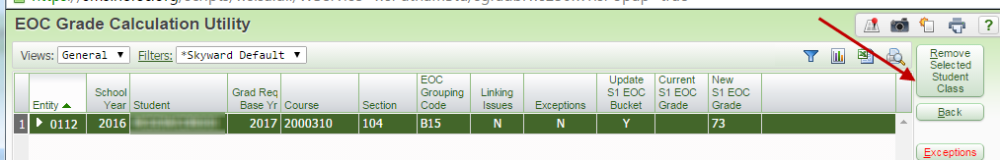 EOC Grade Calculation Utility
Views: General Filters: *Skyward Default
Remove
Selected
Student
Class
Back
Exceptions
Entity School Year Student Grad Req Base Yr Course Section EOC Grouping Code Linking Issues Exceptions Update S1 EOC Bucket Current S1 EOC Grade New S1 EOC Grade
1 0112 2016 2017 2000310 104 B15 N N Y 73